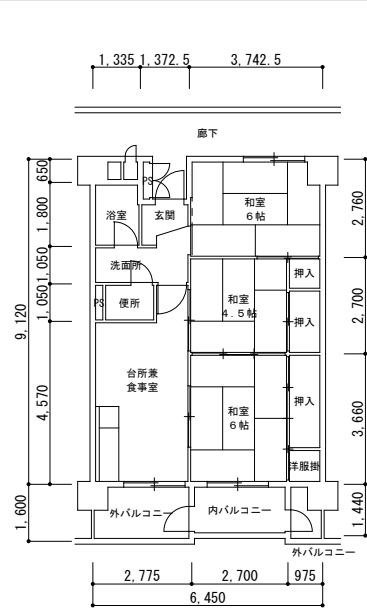 1,335 1,372.5 3,742.5
廊下
650
1,800
1,050
1,050
4,570
9,120
1,600
PS
浴室
玄関
和室
6帖
2,760
洗面所
押入
PS
便所
和室
4.5帖
押入
2,700
台所兼
食事室
和室
6帖
押入
3,660
洋服掛
外バルコニー
内バルコニー
1,440
外バルコニー
2,775 2,700 975
6,450